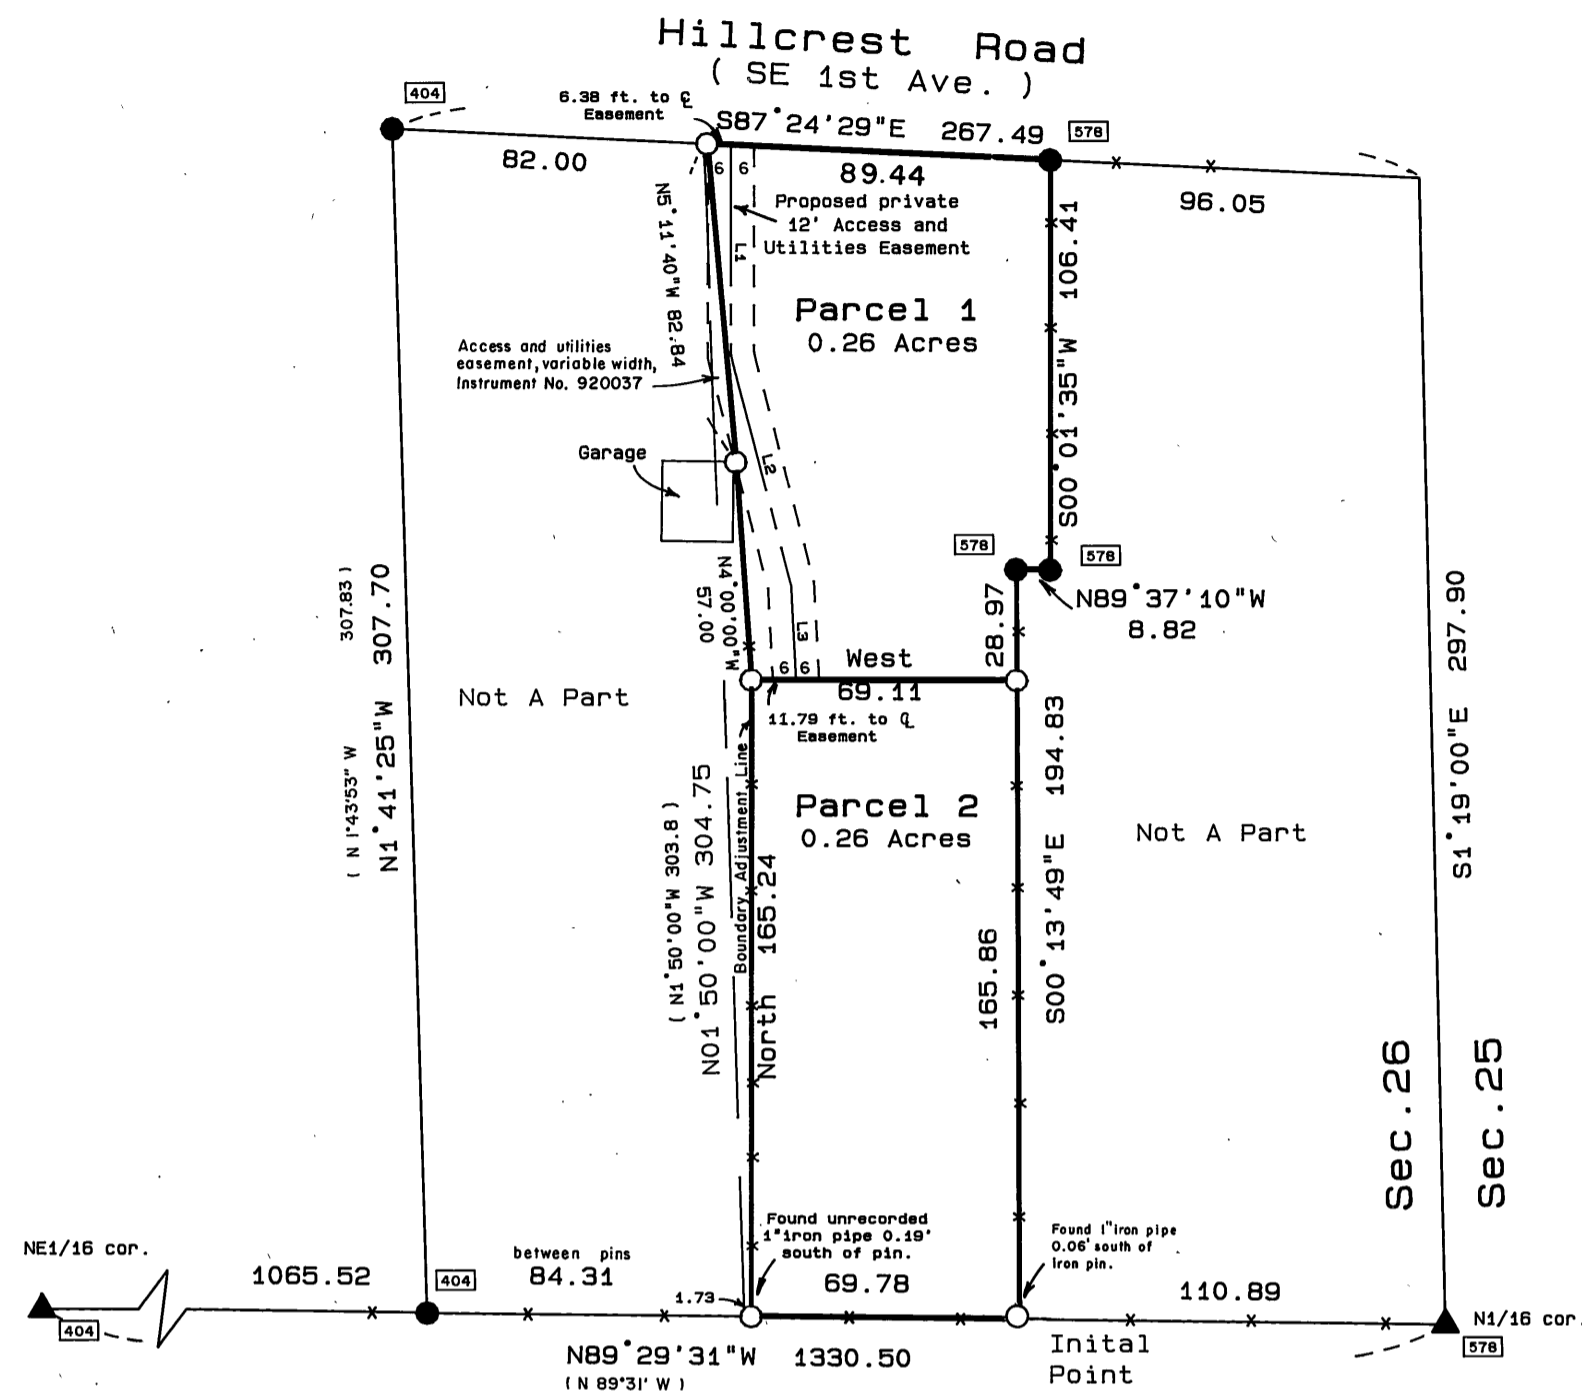 Hillcrest Road
( SE 1st Ave. )
404
6.38 ft. to ℄
Easement
S87°24'29"E 267.49
578
82.00
6 6
89.44
96.05
Proposed private
12' Access and
Utilities Easement
N5°11'40"W 82.84
L1
S00°01'35"W 106.41
Parcel 1
0.26 Acres
Access and utilities
easement, variable width,
Instrument No. 920037
Garage
L2
578
578
N89°37'10"W
8.82
28.97
N4°00'00"W
57.00
L3
6 6
West
69.11
11.79 ft. to ℄
Easement
307.83 )
( N 1°43'53" W
N1°41'25"W 307.70
Not A Part
( N1°50'00"W 303.8 )
N01°50'00"W 304.75
Boundary Adjustment Line
North 165.24
Parcel 2
0.26 Acres
165.86
S00°13'49"E 194.83
Not A Part
S1°19'00"E 297.90
Sec.26
Sec.25
NE1/16 cor.
404
1065.52
404
between pins
84.31
1.73
Found unrecorded
1"iron pipe 0.19'
south of pin.
69.78
Found 1"iron pipe
0.06' south of
iron pin.
110.89
N1/16 cor.
578
N89°29'31"W 1330.50
( N 89°31' W )
Inital
Point